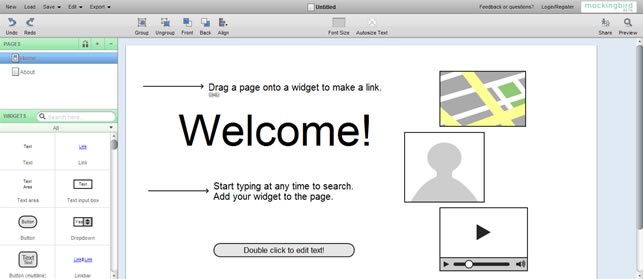 New Load Save Edit Export Untitled Feedback or questions? Login/Register mockingbird
Undo Redo Group Ungroup Front Back Align Font Size Autosize Text Share Preview
PAGES
Home
About
Drag a page onto a widget to make a link.
Welcome!
WIDGETS Search here...
All
Text Link
Text Link
Text
Area Text
Text area Text input box
Start typing at any time to search.
Add your widget to the page.
Button
Button Dropdown
Text
Text Link|Link
Button (multiline) Linkbar
Double click to edit text!